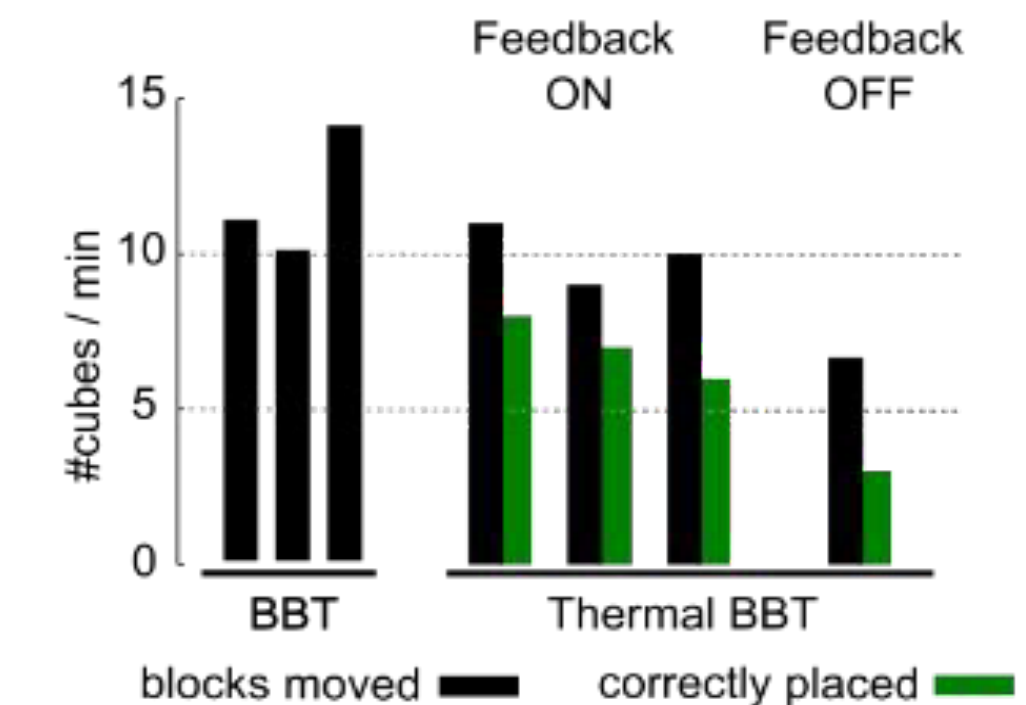 Feedback ON
Feedback OFF
15
10
5
0
#cubes / min
BBT
Thermal BBT
blocks moved
correctly placed